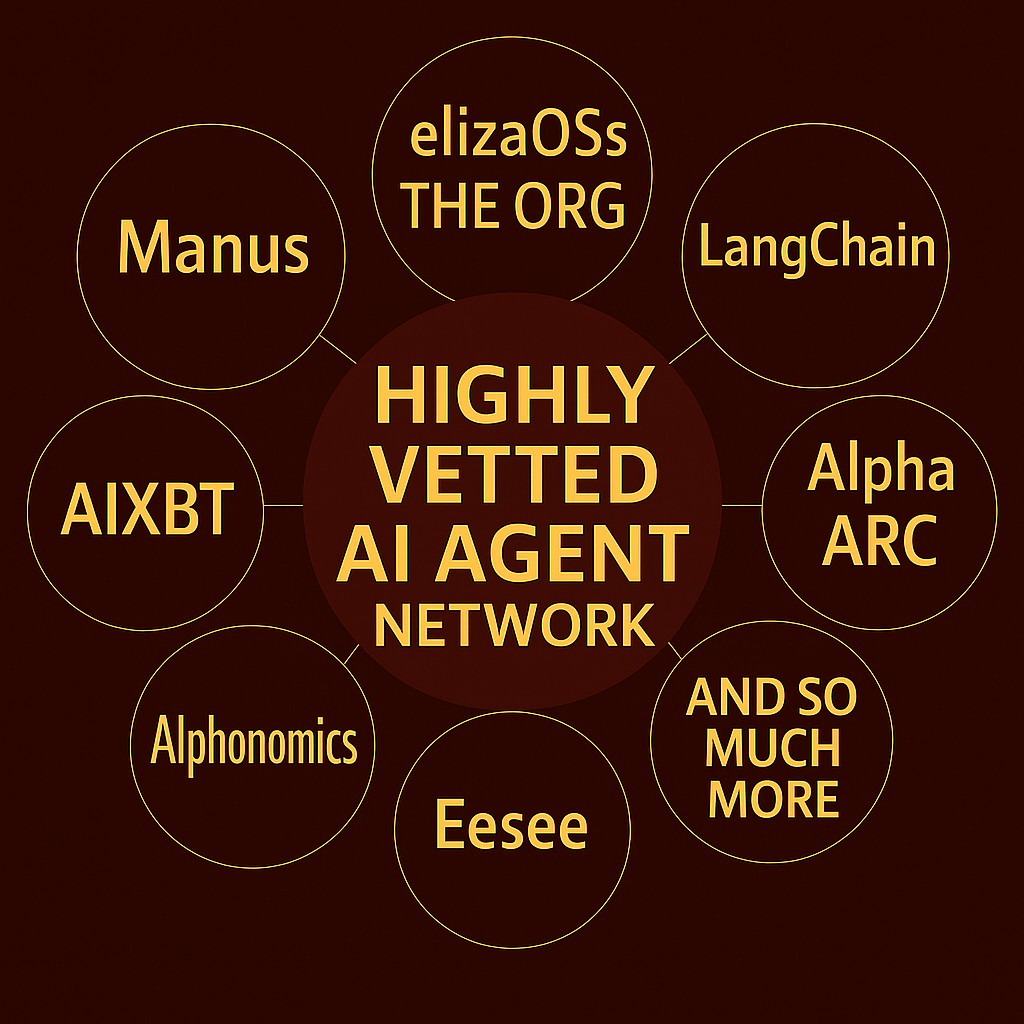 elizaOSs
THE ORG
Manus
LangChain
HIGHLY
VETTED
AI AGENT
NETWORK
AIXBT
Alpha
ARC
Alphonomics
AND SO
MUCH
MORE
Eesee